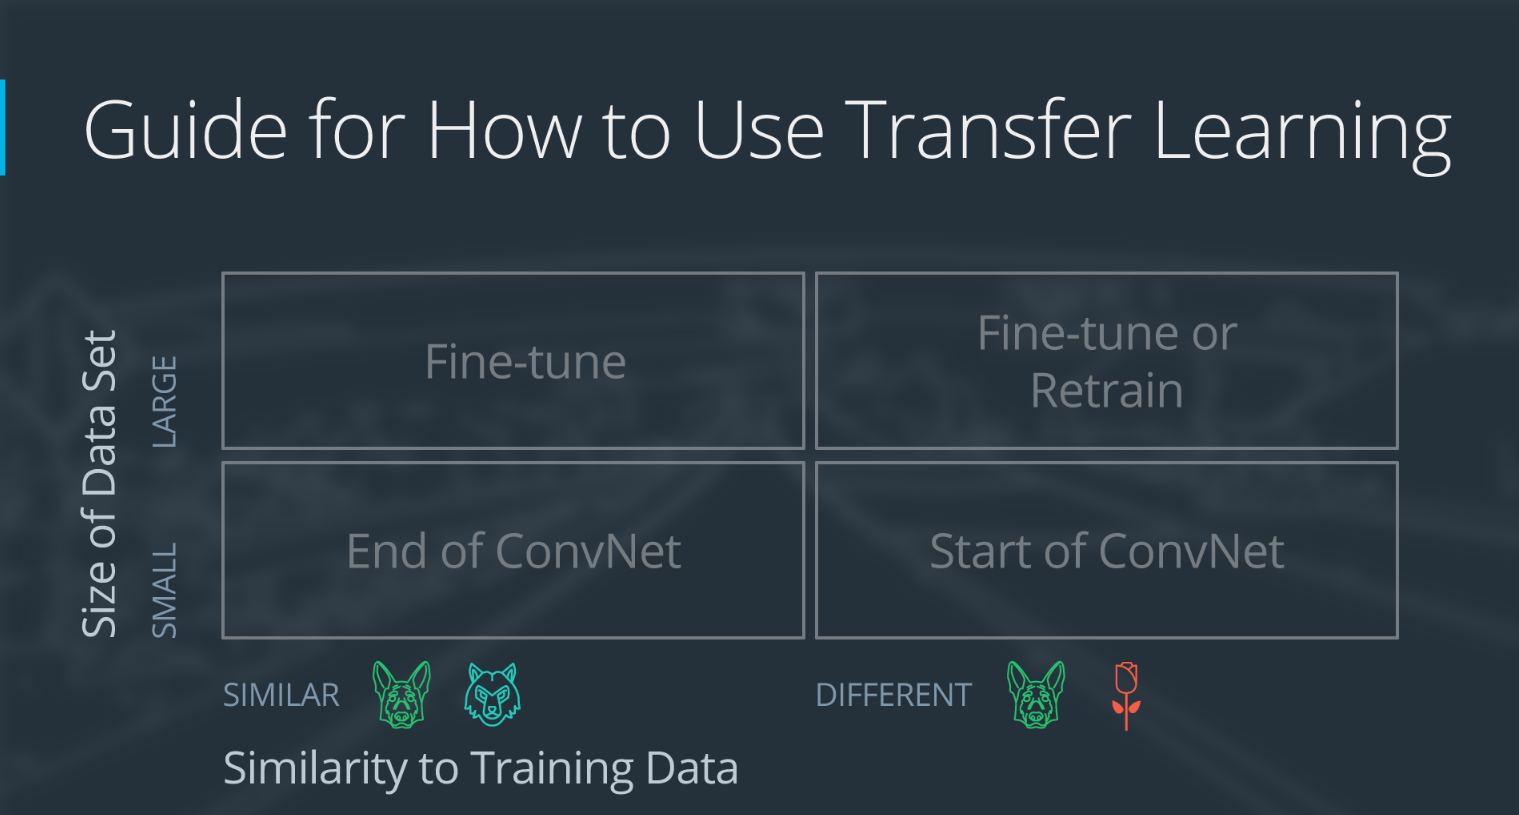 Guide for How to Use Transfer Learning
Size of Data Set
LARGE
Fine-tune
Fine-tune or
Retrain
SMALL
End of ConvNet
Start of ConvNet
SIMILAR
DIFFERENT
Similarity to Training Data